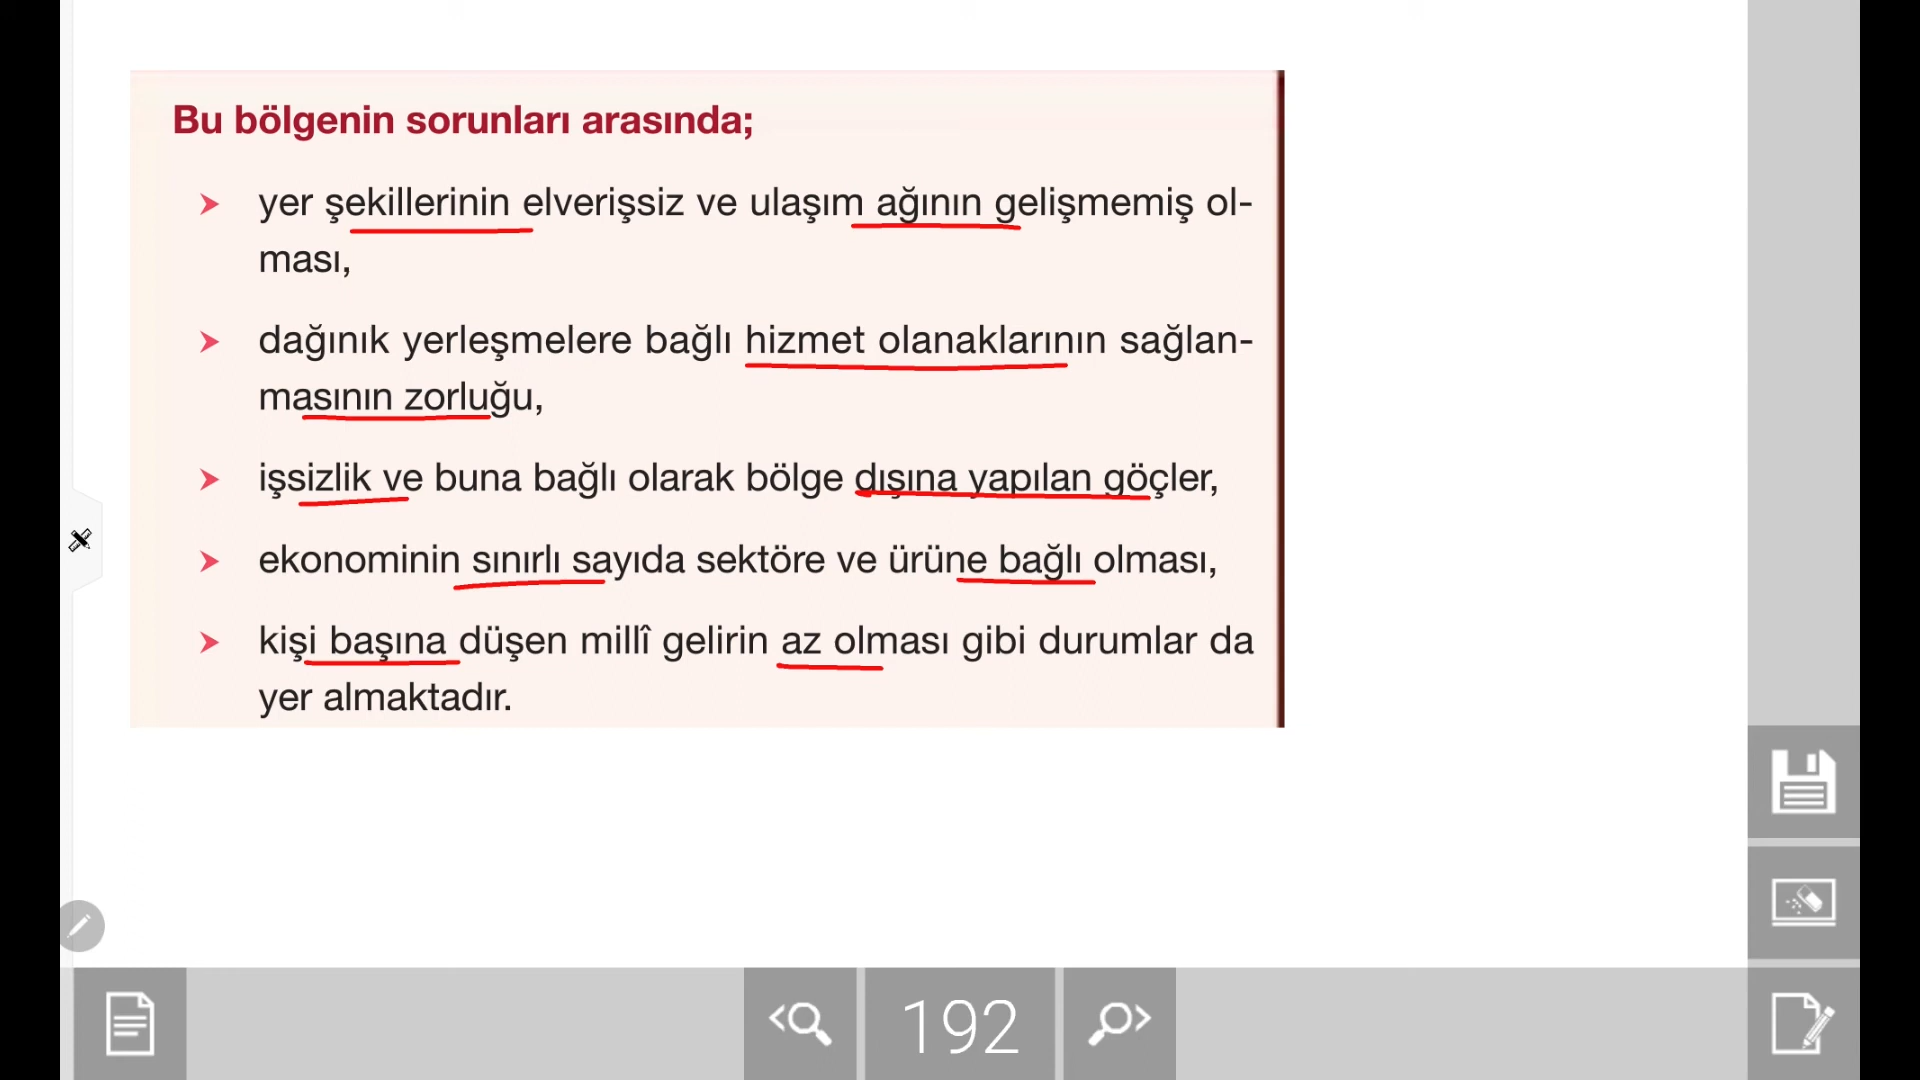 Bu bölgenin sorunları arasında;
yer şekillerinin elverişsiz ve ulaşım ağının gelişmemiş ol-
ması,
dağınık yerleşmelere bağlı hizmet olanaklarının sağlan-
masının zorluğu,
işsizlik ve buna bağlı olarak bölge dışına yapılan göçler,
ekonominin sınırlı sayıda sektöre ve ürüne bağlı olması,
kişi başına düşen millî gelirin az olması gibi durumlar da
yer almaktadır.
192